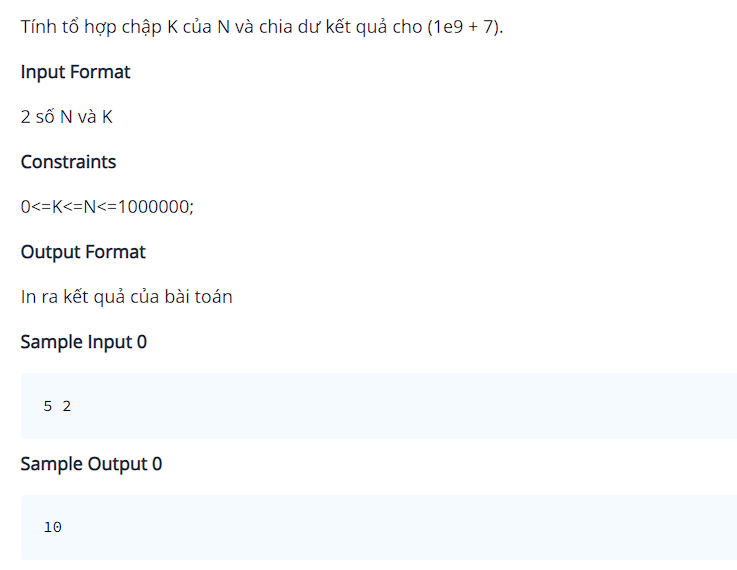 Tính tổ hợp chập K của N và chia dư kết quả cho (1e9 + 7).
Input Format
2 số N và K
Constraints
0<=K<=N<=1000000;
Output Format
In ra kết quả của bài toán
Sample Input 0
5 2
Sample Output 0
10